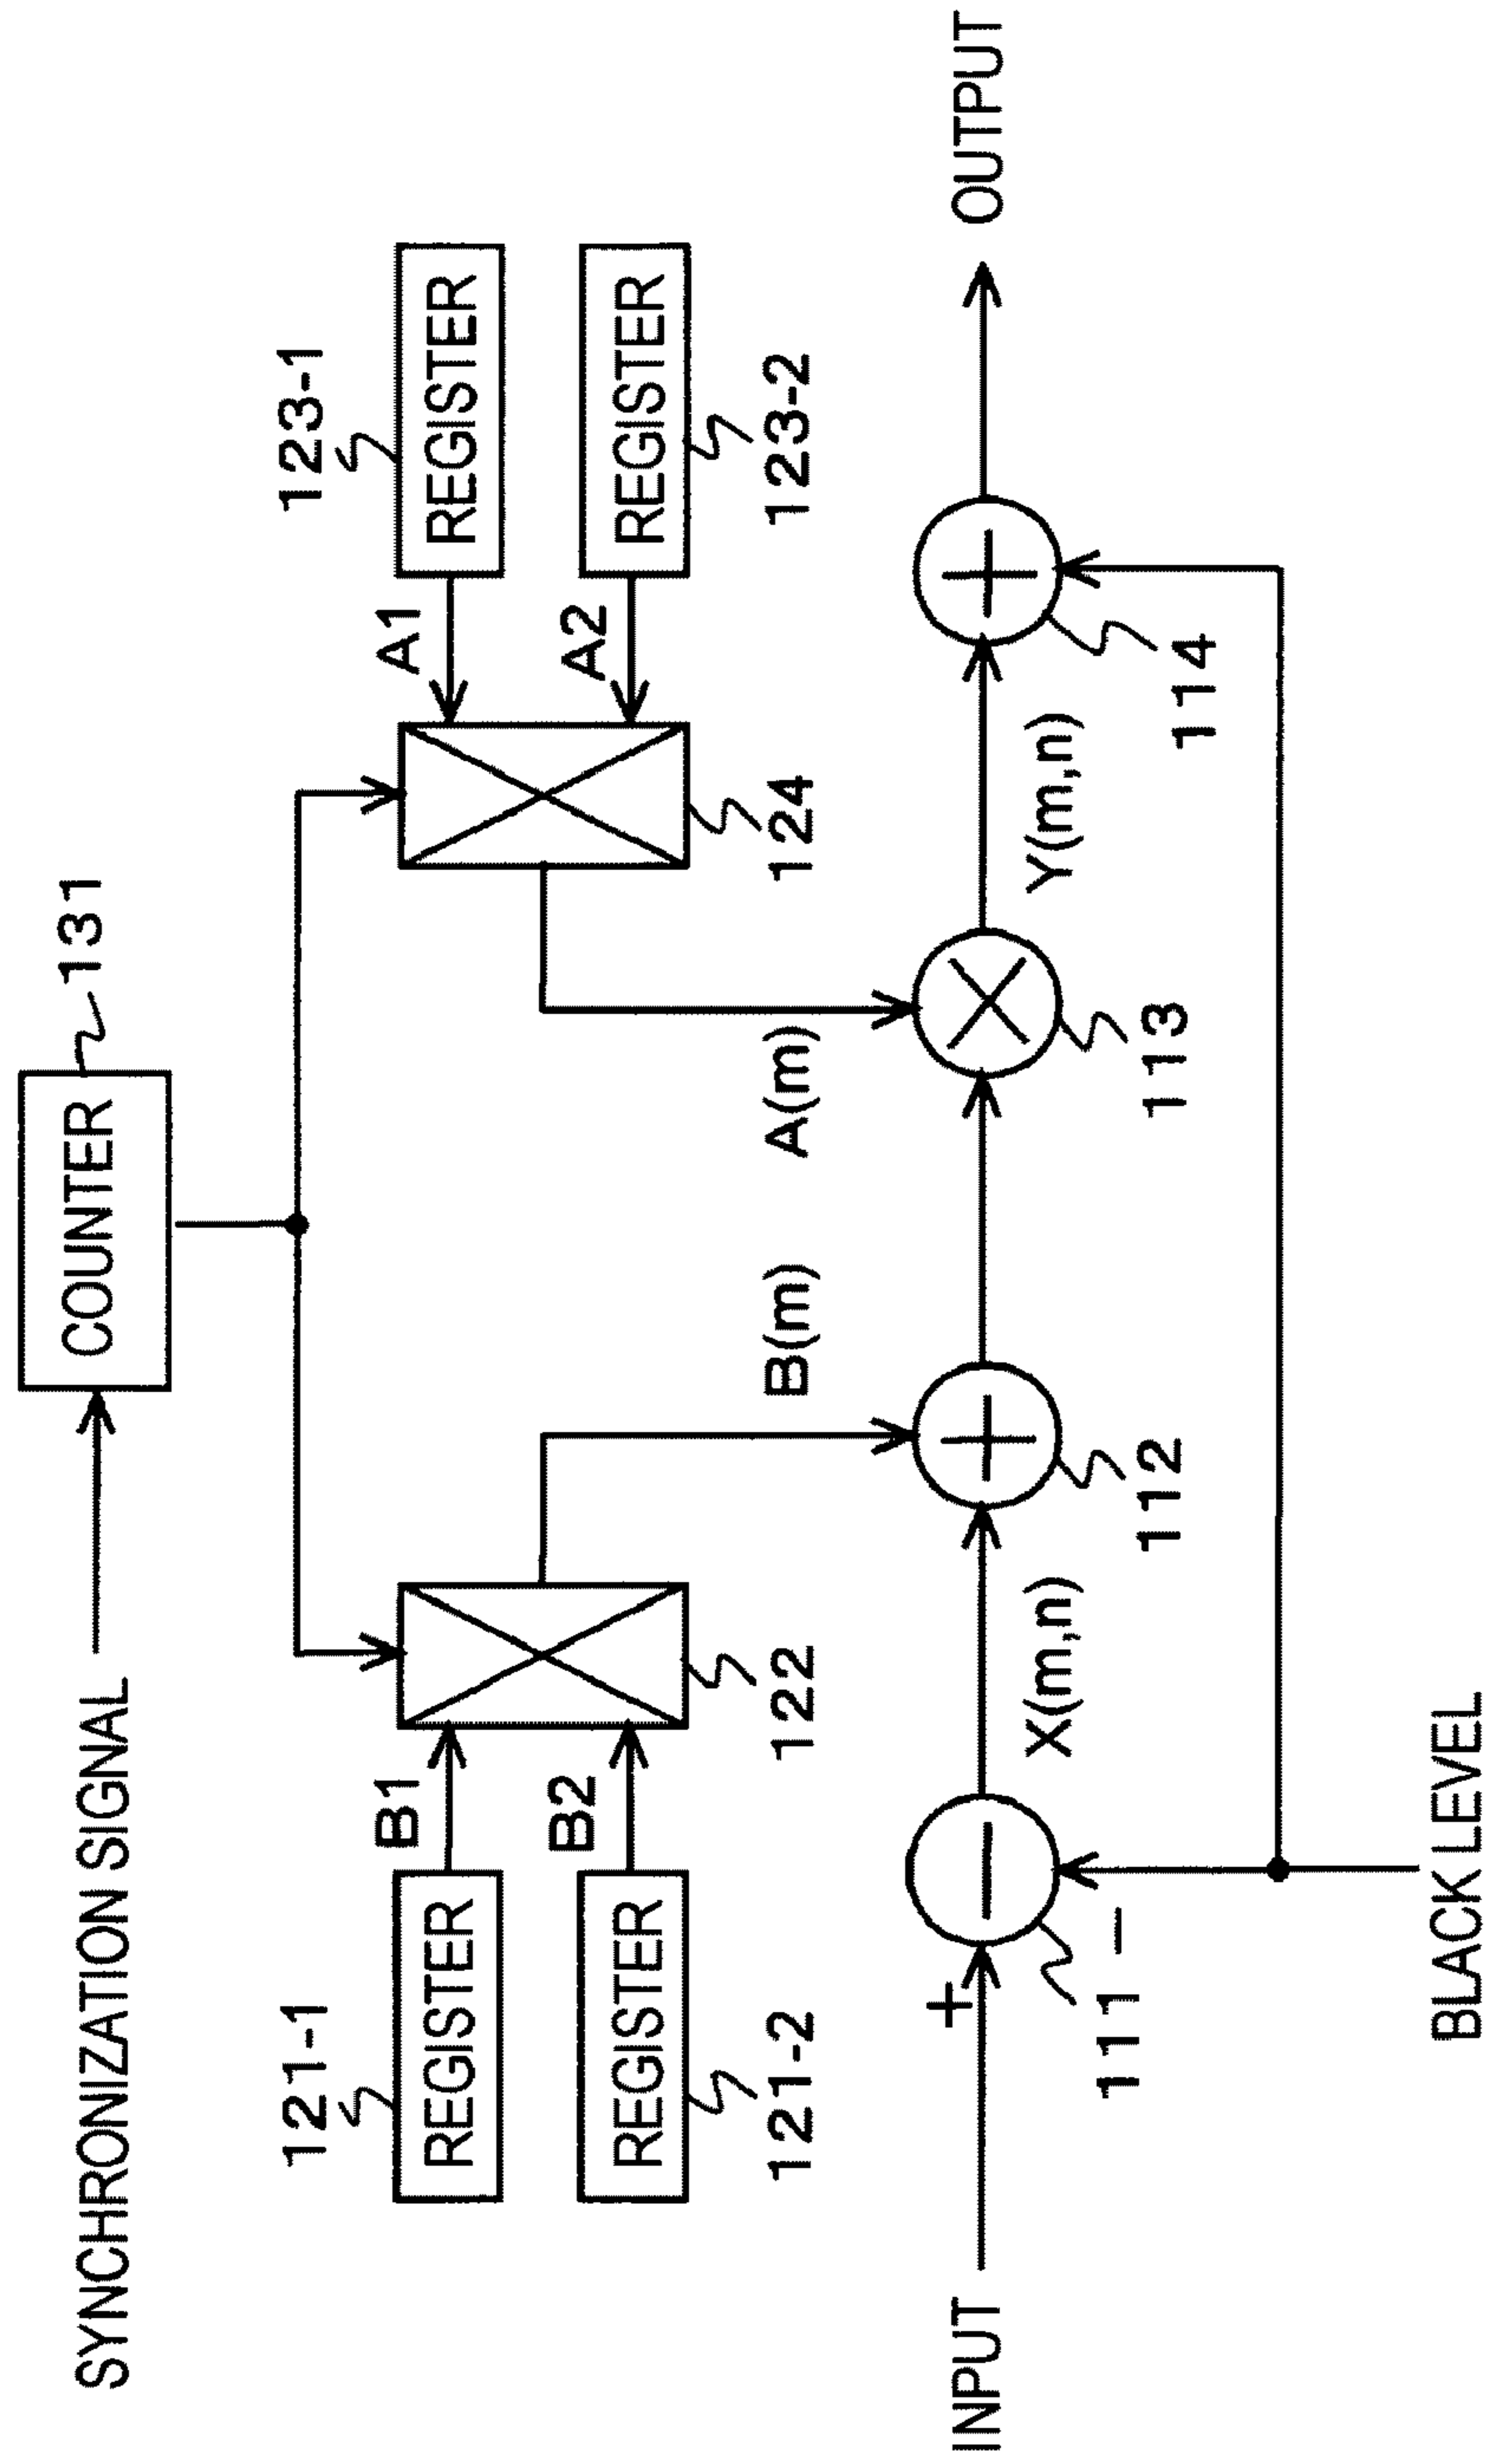 SYNCHRONIZATION SIGNAL
COUNTER
131
121-1
REGISTER
B1
B2
REGISTER
121-2
122
123-1
REGISTER
A1
A2
REGISTER
123-2
124
B(m)
A(m)
INPUT
+
111
−
X(m,n)
112
113
Y(m,n)
114
OUTPUT
BLACK LEVEL